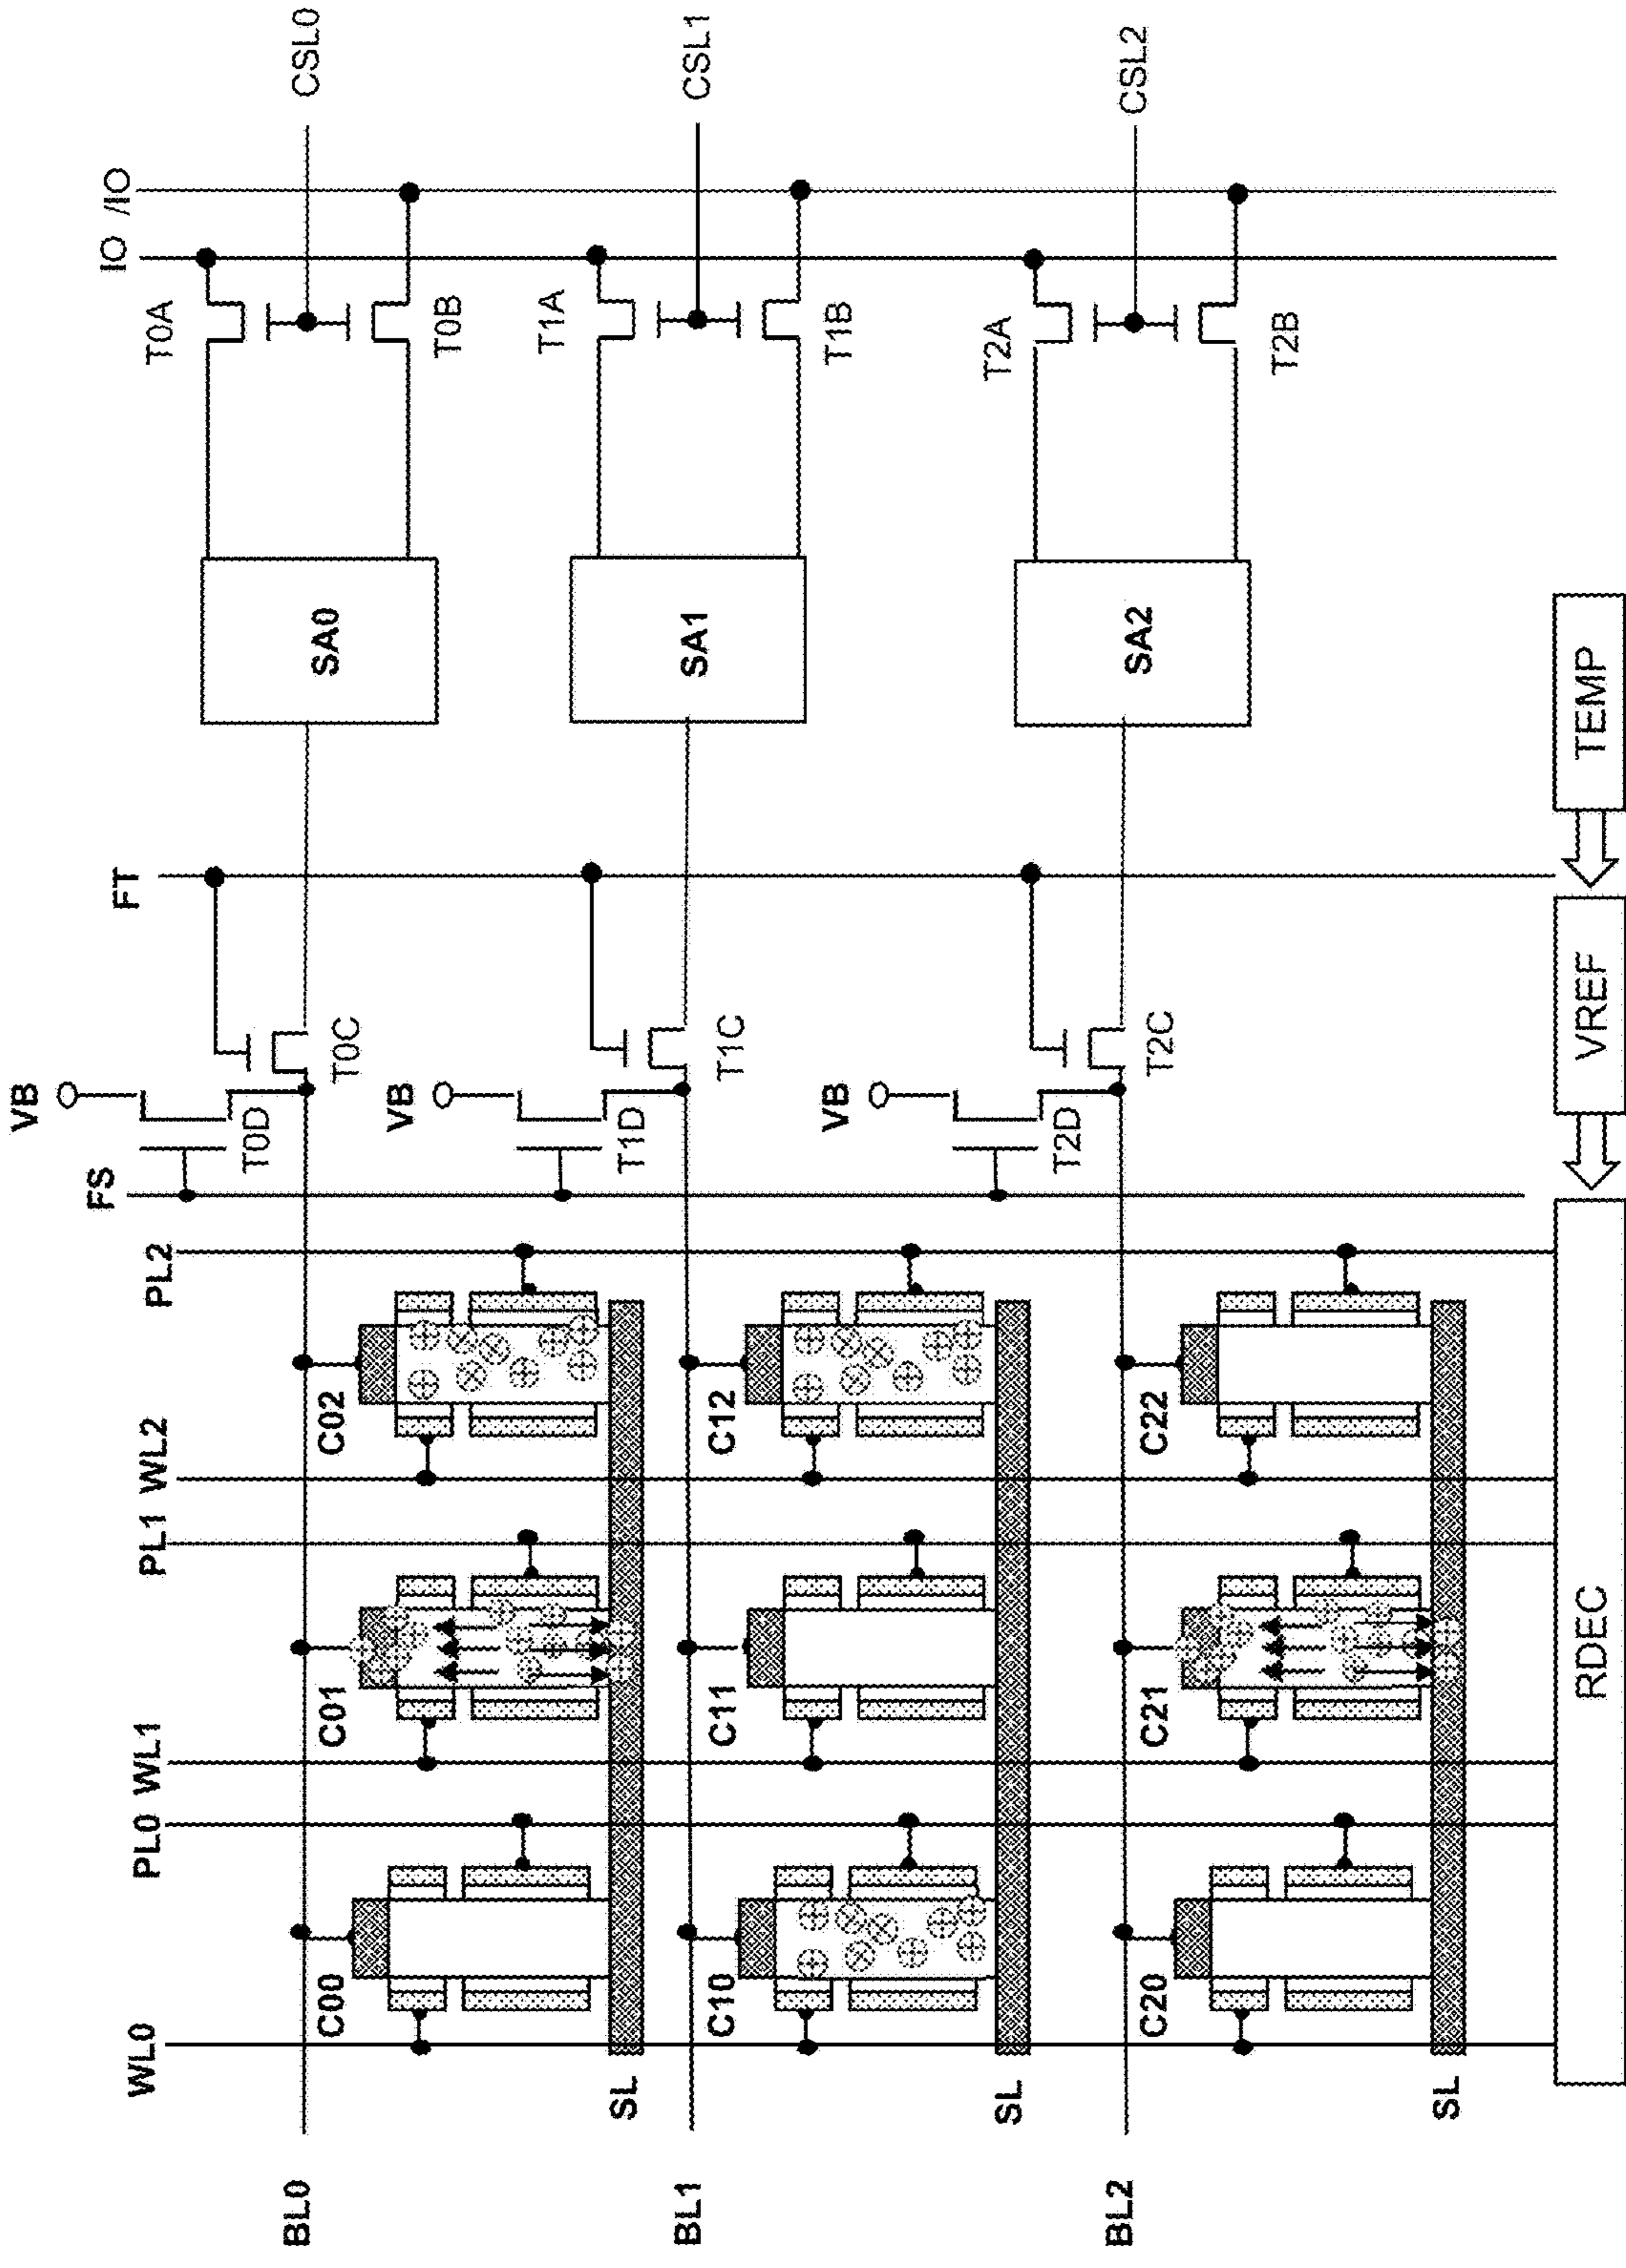 BL0
WL0
C00
PL0
WL1
C01
PL1
WL2
C02
PL2
FS
VB
T0D
T0C
FT
SA0
T0A
T0B
IO
/IO
CSL0
SL
BL1
C10
C11
C12
VB
T1D
T1C
SA1
T1A
T1B
CSL1
SL
BL2
C20
C21
C22
VB
T2D
T2C
SA2
T2A
T2B
CSL2
SL
RDEC
VREF
TEMP